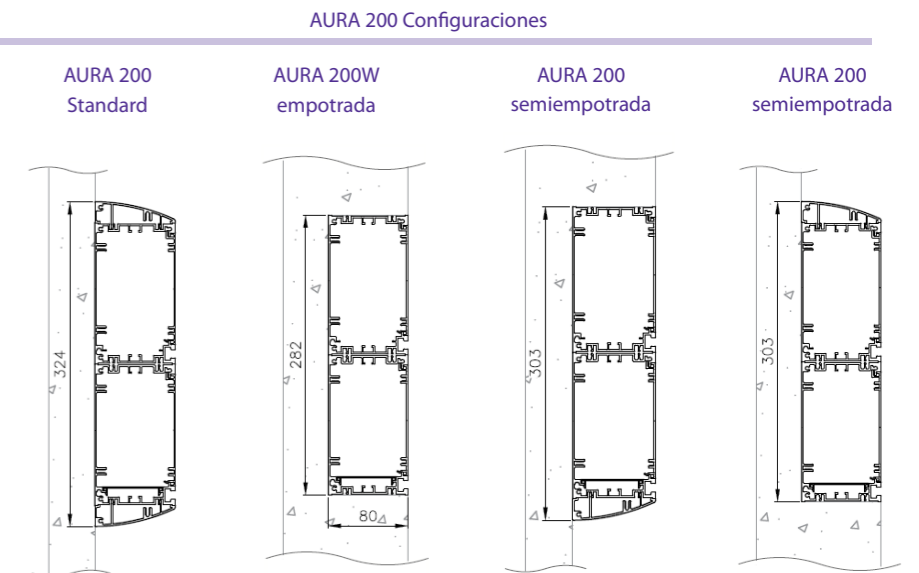 AURA 200 Configuraciones
AURA 200
Standard
AURA 200W
empotrada
AURA 200
semiempotrada
AURA 200
semiempotrada
324
282
80
303
303